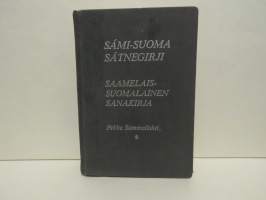 SÁMI-SUOMA
SÁTNEGIRJI
SAAMELAIS-
SUOMALAINEN
SANAKIRJA
Pekka Sammallahti